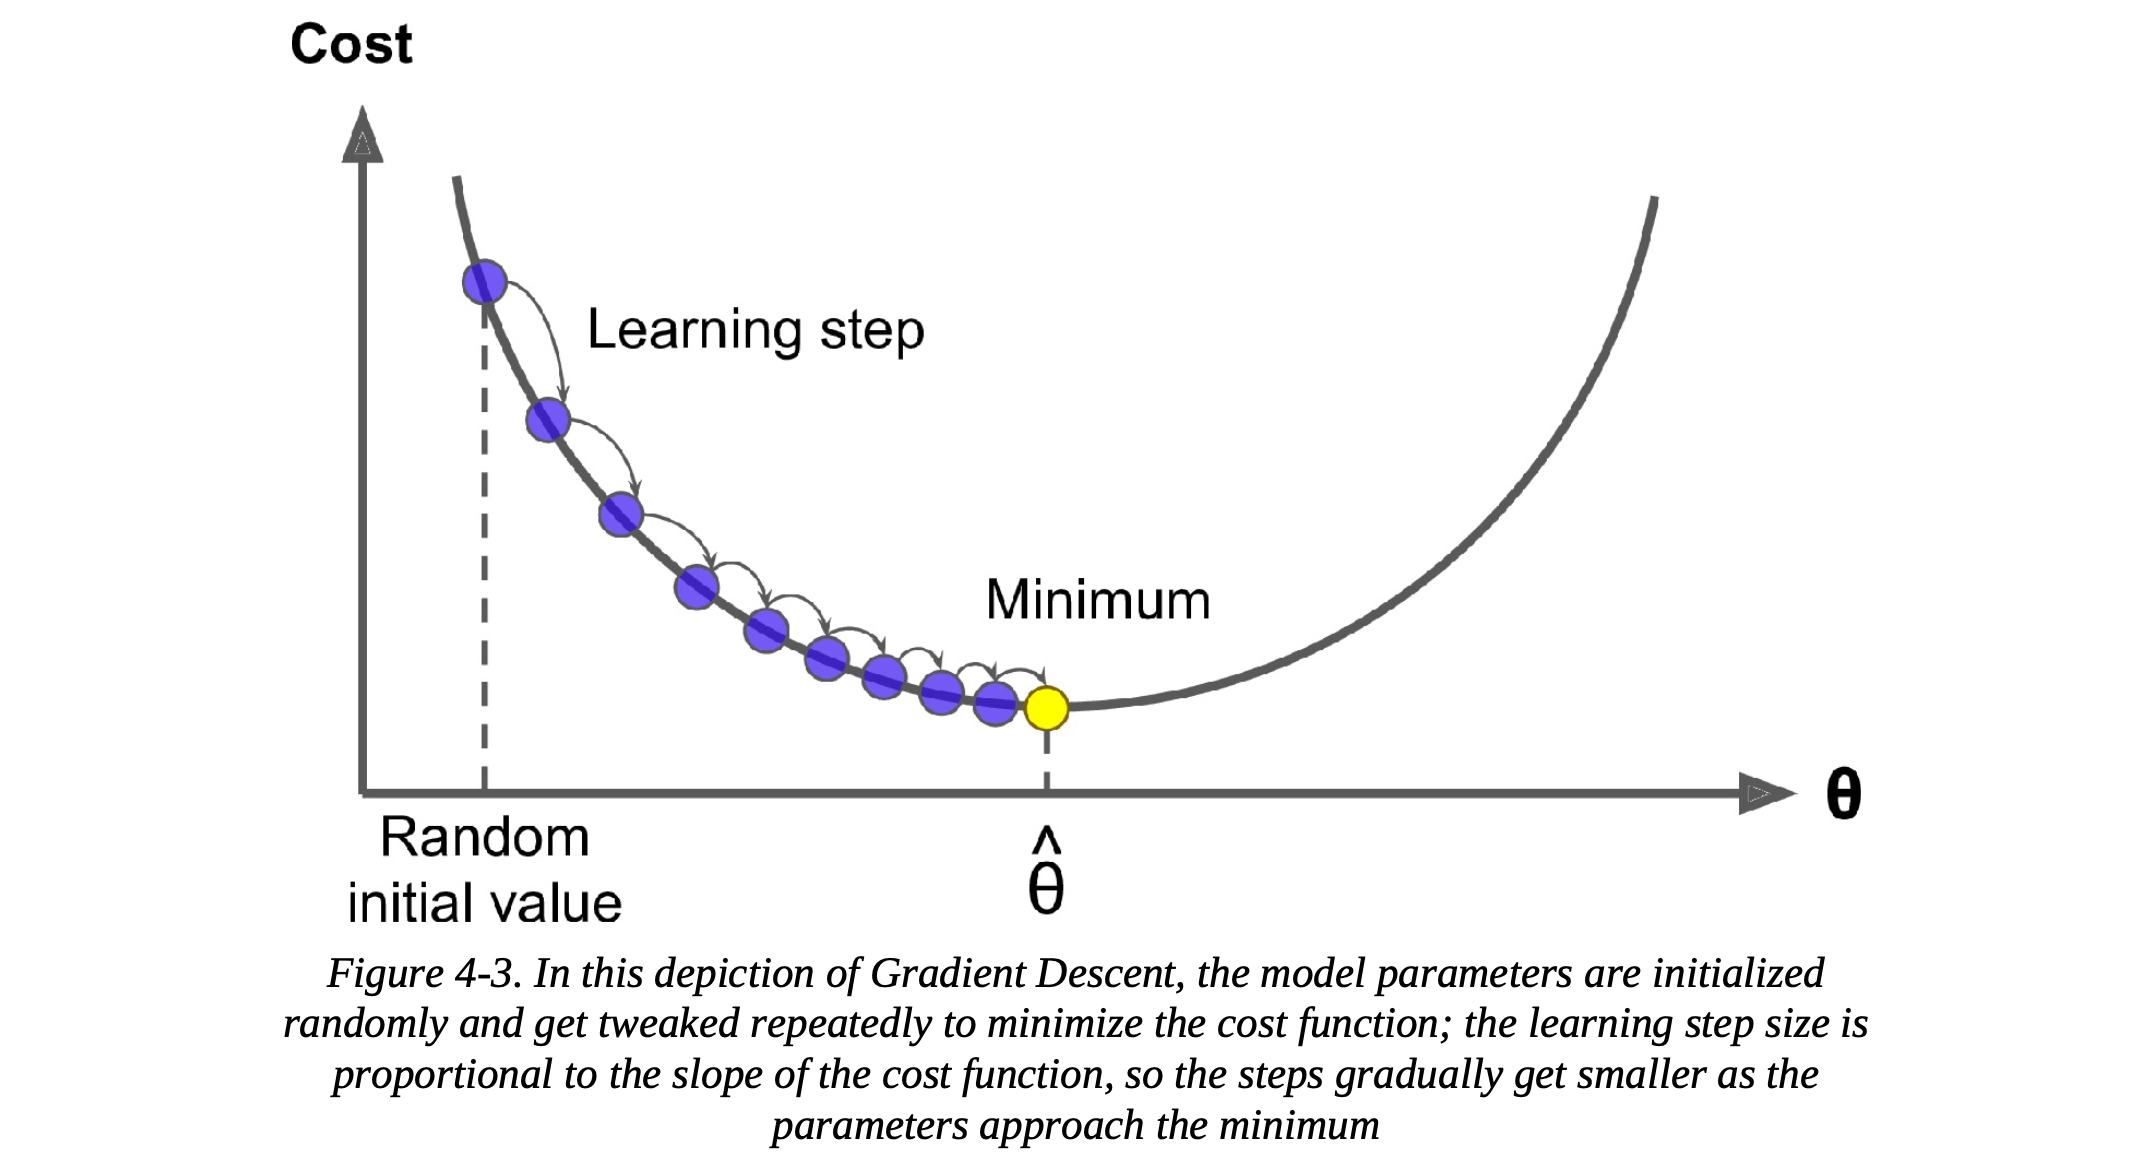 Cost
Learning step
Minimum
θ
Random
initial value
θ̂
Figure 4-3. In this depiction of Gradient Descent, the model parameters are initialized
randomly and get tweaked repeatedly to minimize the cost function; the learning step size is
proportional to the slope of the cost function, so the steps gradually get smaller as the
parameters approach the minimum